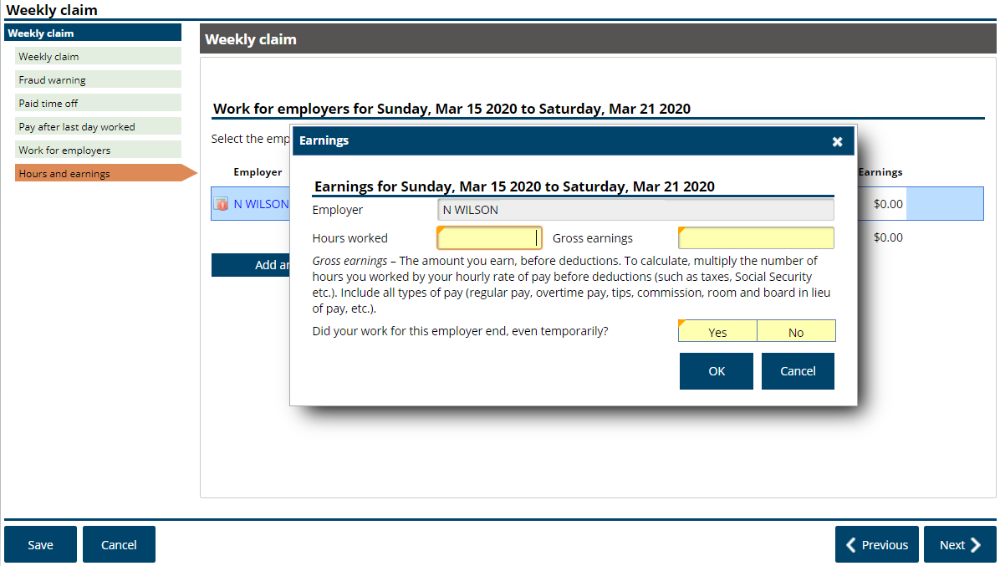 Weekly claim
Weekly claim
Weekly claim
Fraud warning
Paid time off
Pay after last day worked
Work for employers
Hours and earnings
Weekly claim
Work for employers for Sunday, Mar 15 2020 to Saturday, Mar 21 2020
Select the emp
Employer
Earnings
N WILSON
$0.00
$0.00
Add
Earnings
Earnings for Sunday, Mar 15 2020 to Saturday, Mar 21 2020
Employer
N WILSON
Hours worked
Gross earnings
Gross earnings – The amount you earn, before deductions. To calculate, multiply the number of
hours you worked by your hourly rate of pay before deductions (such as taxes, Social Security
etc.). Include all types of pay (regular pay, overtime pay, tips, commission, room and board in lieu
of pay, etc.).
Did your work for this employer end, even temporarily?
Yes
No
OK
Cancel
Save
Cancel
Previous
Next